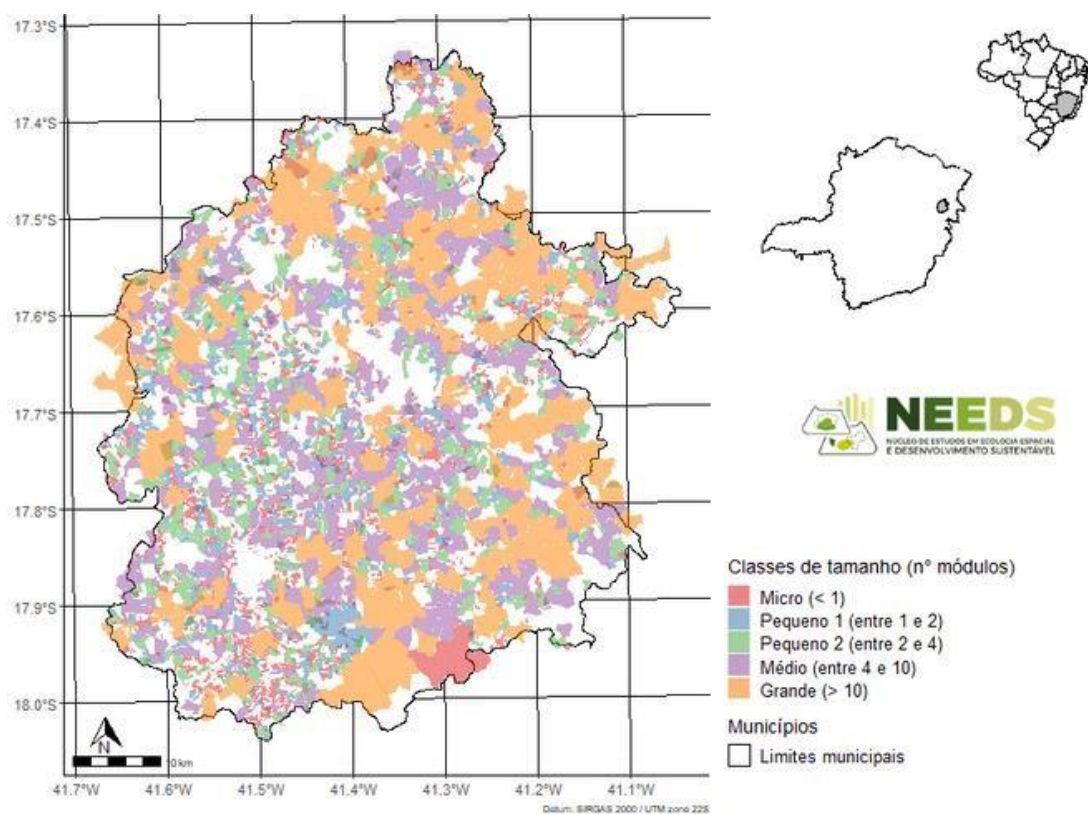 17.3°S
17.4°S
17.5°S
17.6°S
17.7°S
17.8°S
17.9°S
18.0°S
N
10 km
41.7°W 41.6°W 41.5°W 41.4°W 41.3°W 41.2°W 41.1°W
Datum: SIRGAS 2000 / UTM zone 22S
NEEDS
NÚCLEO DE ESTUDOS EM ECOLOGIA ESPACIAL
E DESENVOLVIMENTO SUSTENTÁVEL
Classes de tamanho (n° módulos)
Micro (< 1)
Pequeno 1 (entre 1 e 2)
Pequeno 2 (entre 2 e 4)
Médio (entre 4 e 10)
Grande (> 10)
Municípios
Limites municipais